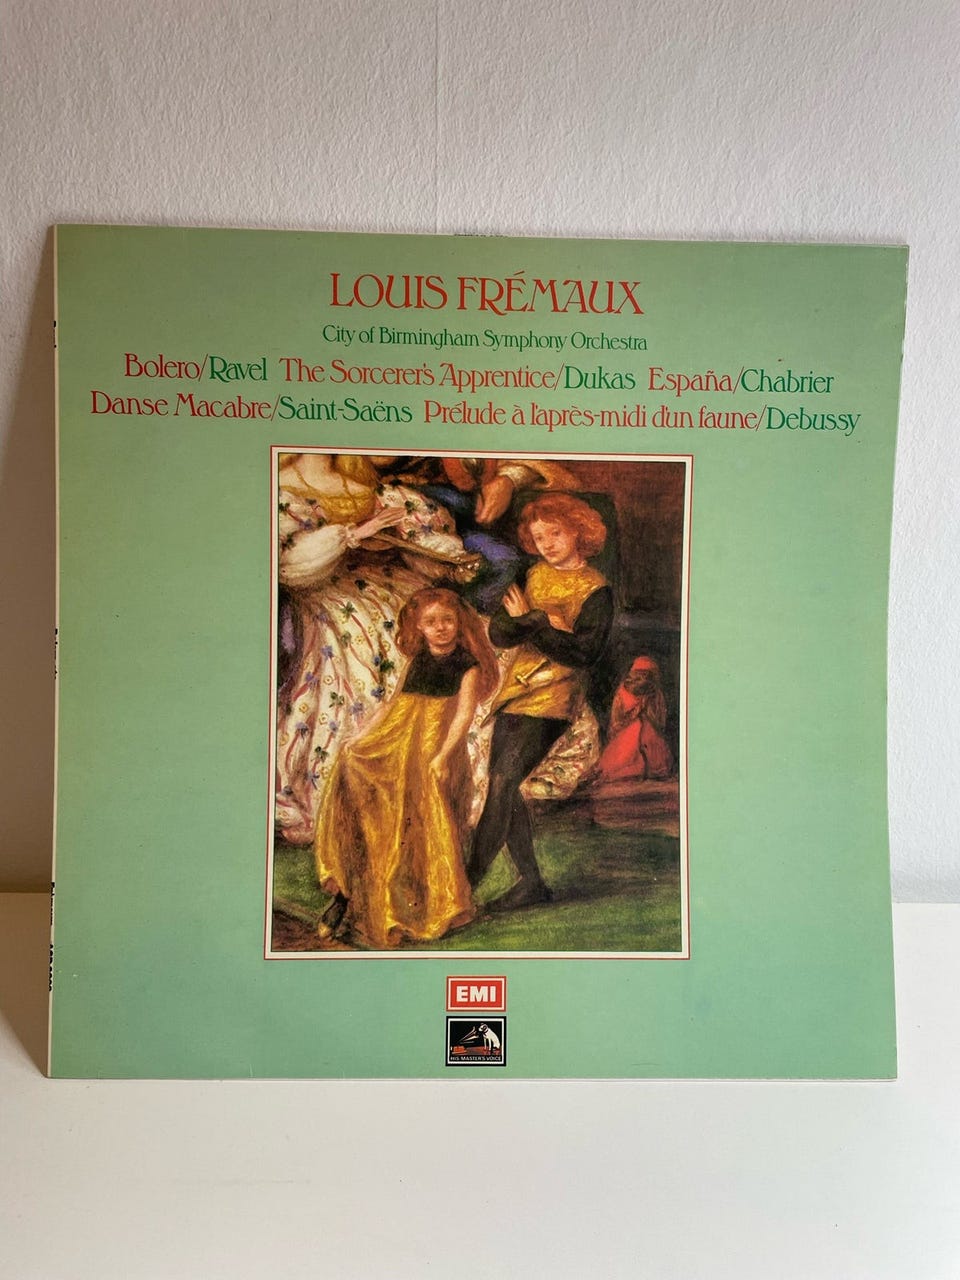 LOUIS FRÉMAUX
City of Birmingham Symphony Orchestra
Bolero/Ravel The Sorcerer's Apprentice/Dukas España/Chabrier
Danse Macabre/Saint-Saëns Prélude à l'après-midi d'un faune/Debussy
EMI
HIS MASTER'S VOICE